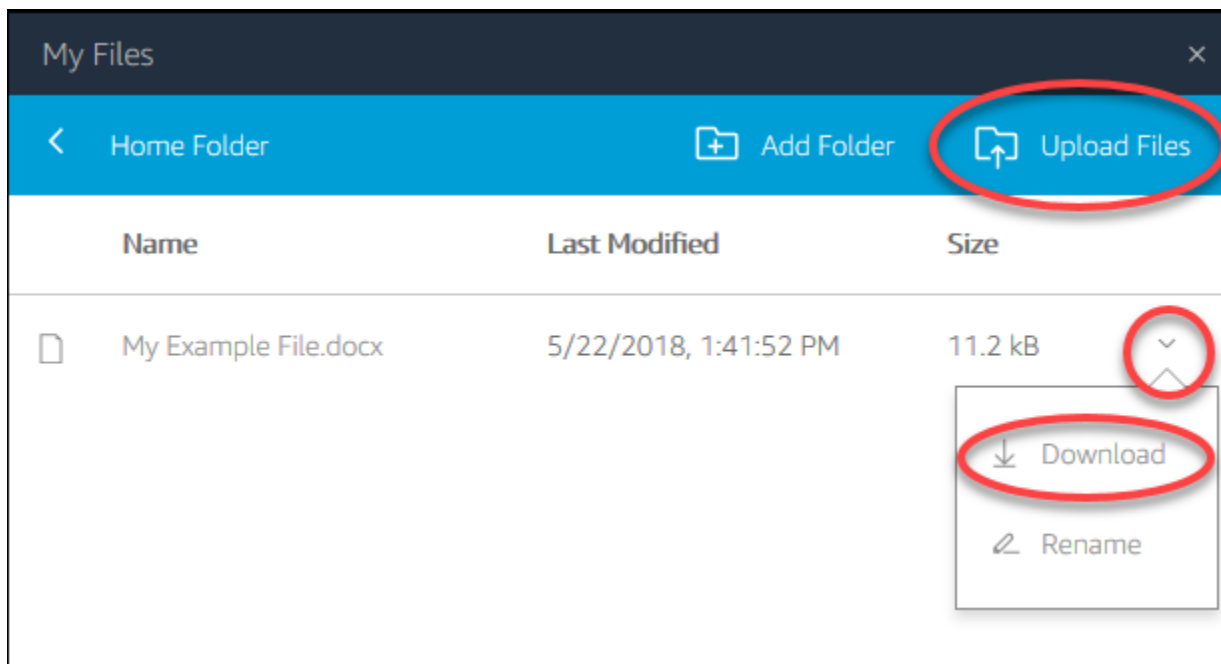 My Files
Home Folder Add Folder Upload Files
Name Last Modified Size
My Example File.docx 5/22/2018, 1:41:52 PM 11.2 kB
Download
Rename